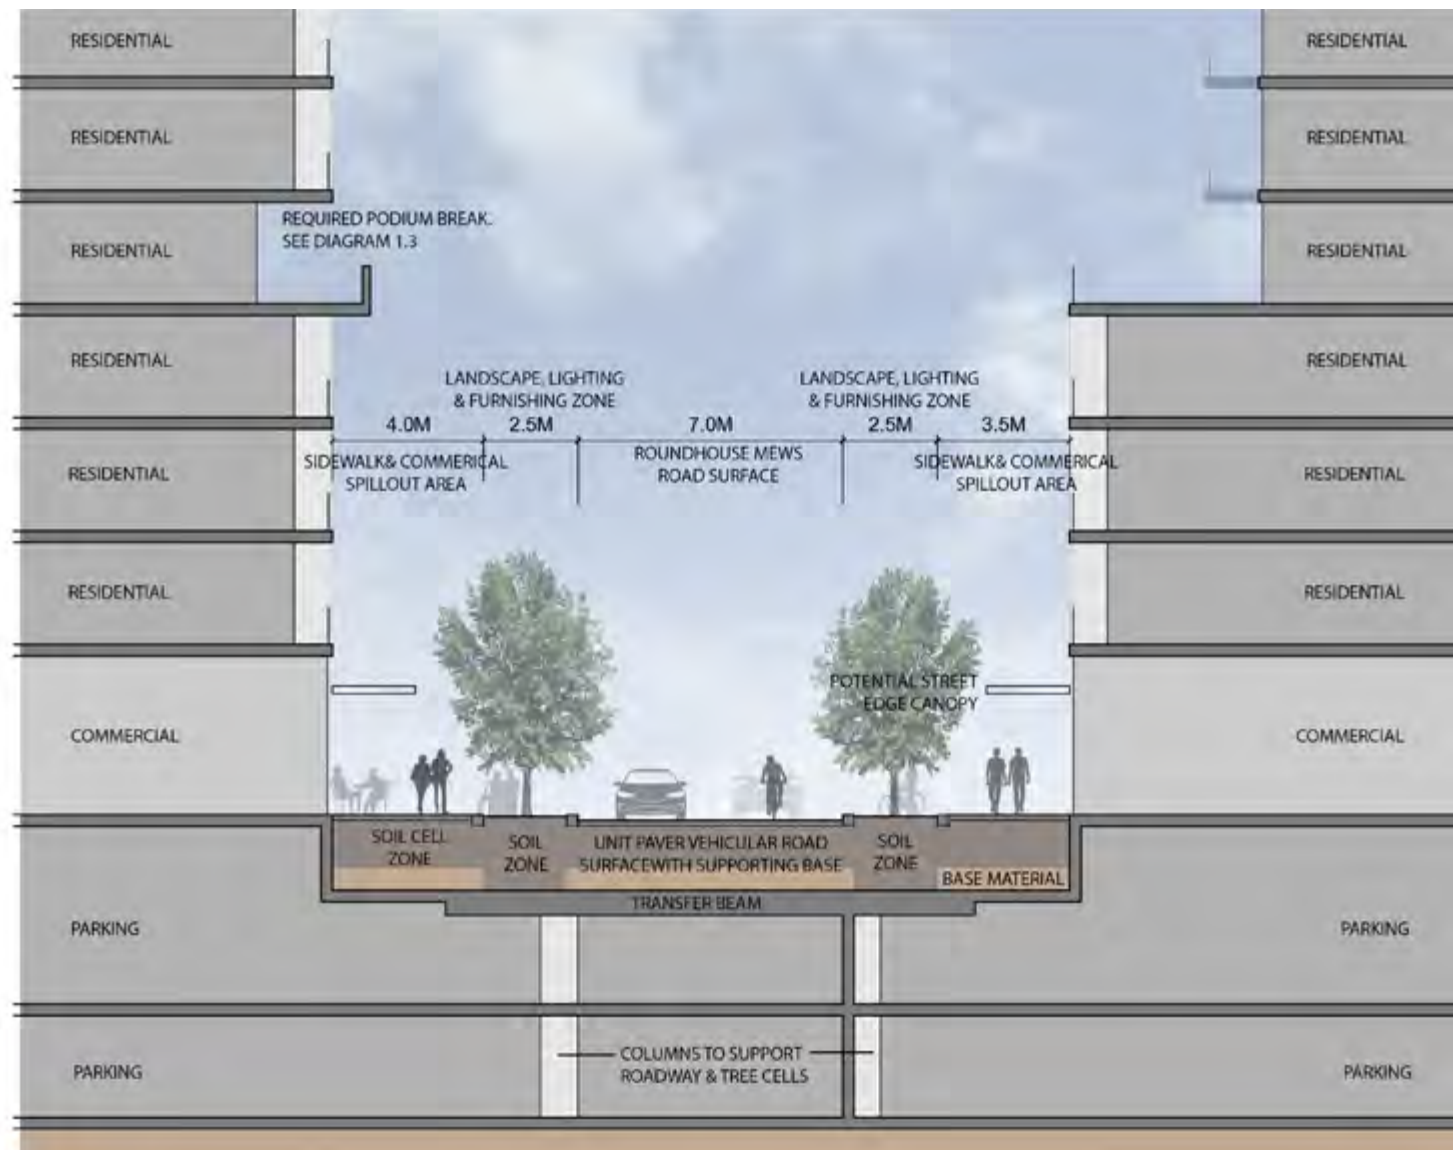 RESIDENTIAL
RESIDENTIAL
RESIDENTIAL
RESIDENTIAL
REQUIRED PODIUM BREAK.
SEE DIAGRAM 1.3
RESIDENTIAL
RESIDENTIAL
RESIDENTIAL
RESIDENTIAL
LANDSCAPE, LIGHTING
& FURNISHING ZONE
LANDSCAPE, LIGHTING
& FURNISHING ZONE
4.0M
2.5M
7.0M
2.5M
3.5M
SIDEWALK& COMMERICAL
SPILLOUT AREA
ROUNDHOUSE MEWS
ROAD SURFACE
SIDEWALK& COMMERICAL
SPILLOUT AREA
RESIDENTIAL
RESIDENTIAL
RESIDENTIAL
RESIDENTIAL
POTENTIAL STREET
EDGE CANOPY
COMMERCIAL
COMMERCIAL
SOIL CELL
ZONE
SOIL
ZONE
UNIT PAVER VEHICULAR ROAD
SURFACEWITH SUPPORTING BASE
SOIL
ZONE
BASE MATERIAL
TRANSFER BEAM
PARKING
PARKING
COLUMNS TO SUPPORT
ROADWAY & TREE CELLS
PARKING
PARKING